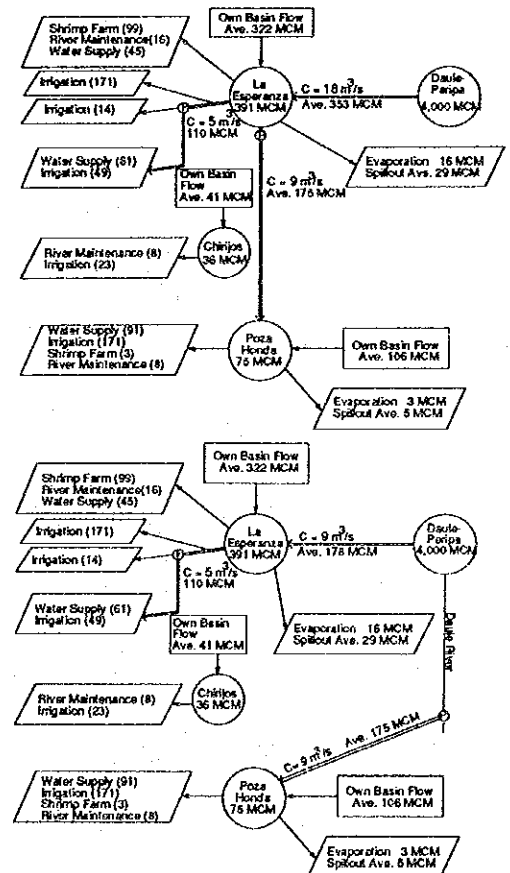 Own Basin Flow
Ave. 322 MCM
Shrimp Farm (99)
River Maintenance(16)
Water Supply (45)
Irrigation (171)
Irrigation (14)
La
Esperanza
391 MCM
C = 18 m³/s
Ave. 353 MCM
Daule-
Peripa
4,000 MCM
C = 5 m³/s
110 MCM
P
Water Supply (61)
Irrigation (49)
Own Basin
Flow
Ave. 41 MCM
P
C = 9 m³/s
Ave. 175 MCM
Evaporation 16 MCM
Spillout Ave. 29 MCM
River Maintenance (8)
Irrigation (23)
Chirijos
36 MCM
Water Supply (91)
Irrigation (171)
Shrimp Farm (3)
River Maintenance (8)
Poza
Honda
75 MCM
Own Basin Flow
Ave. 106 MCM
Evaporation 3 MCM
Spillout Ave. 5 MCM
Own Basin Flow
Ave. 322 MCM
Shrimp Farm (99)
River Maintenance(16)
Water Supply (45)
Irrigation (171)
Irrigation (14)
La
Esperanza
391 MCM
C = 9 m³/s
Ave. 178 MCM
Daule-
Peripa
4,000 MCM
C = 5 m³/s
110 MCM
P
Water Supply (61)
Irrigation (49)
Own Basin
Flow
Ave. 41 MCM
Evaporation 16 MCM
Spillout Ave. 29 MCM
Daule River
River Maintenance (8)
Irrigation (23)
Chirijos
36 MCM
P
C = 9 m³/s Ave. 175 MCM
Water Supply (91)
Irrigation (171)
Shrimp Farm (3)
River Maintenance (8)
Poza
Honda
75 MCM
Own Basin Flow
Ave. 106 MCM
Evaporation 3 MCM
Spillout Ave. 5 MCM